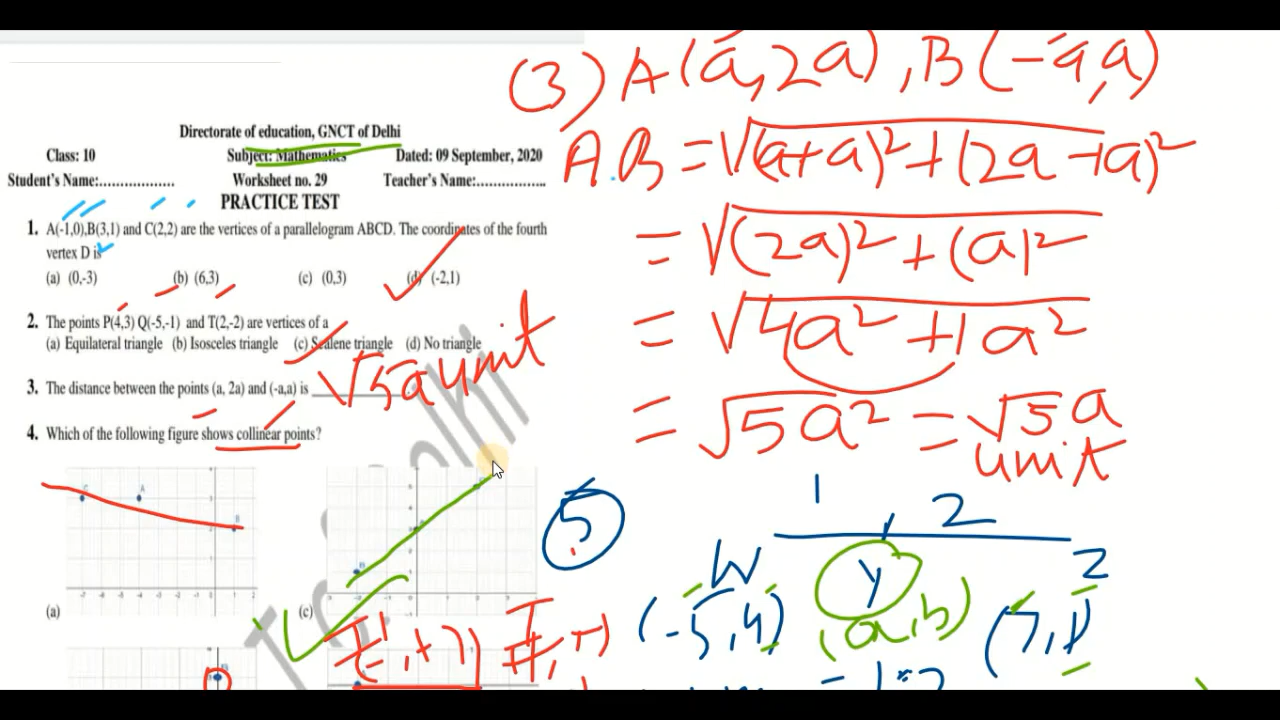 Directorate of education, GNCT of Delhi
Class: 10 Subject: Mathematics Dated: 09 September, 2020
Student's Name:.................. Worksheet no. 29 Teacher's Name:..................
PRACTICE TEST
1. A(-1,0),B(3,1) and C(2,2) are the vertices of a parallelogram ABCD. The coordinates of the fourth
vertex D is
(a) (0,-3) (b) (6,3) (c) (0,3) (d) (-2,1)
2. The points P(4,3) Q(-5,-1) and T(2,-2) are vertices of a
(a) Equilateral triangle (b) Isosceles triangle (c) Scalene triangle (d) No triangle
3. The distance between the points (a, 2a) and (-a,a) is √5a unit
4. Which of the following figure shows collinear points?
C A B
(a) (c)
(3) A(a, 2a), B(-a, a)
A.B = √(a+a)² + (2a-a)²
= √(2a)² + (a)²
= √4a² + 1a²
= √5a² = √5a
unit
5
1 2
W y Z
(-5,4) (a,b) (7,1)